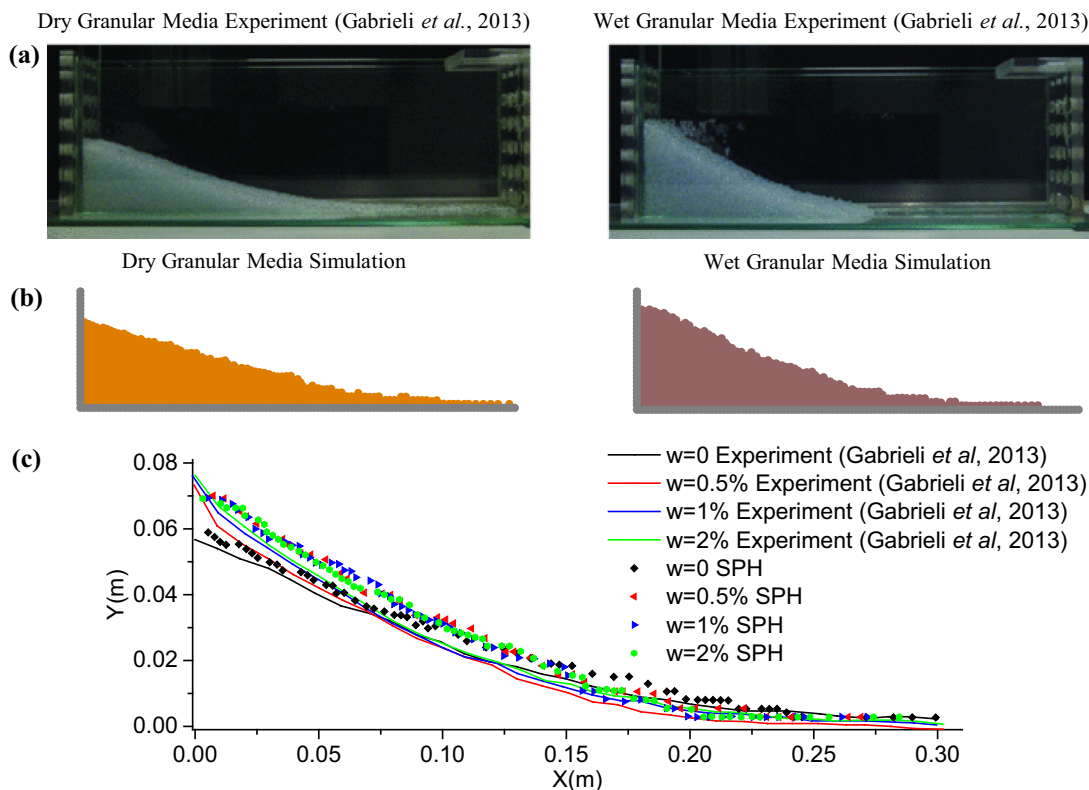 Dry Granular Media Experiment (Gabrieli et al., 2013)
Wet Granular Media Experiment (Gabrieli et al., 2013)
(a)
Dry Granular Media Simulation
Wet Granular Media Simulation
(b)
(c)
w=0 Experiment (Gabrieli et al, 2013)
w=0.5% Experiment (Gabrieli et al, 2013)
w=1% Experiment (Gabrieli et al, 2013)
w=2% Experiment (Gabrieli et al, 2013)
w=0 SPH
w=0.5% SPH
w=1% SPH
w=2% SPH
Y(m)
0.08
0.06
0.04
0.02
0.00
0.00 0.05 0.10 0.15 0.20 0.25 0.30
X(m)